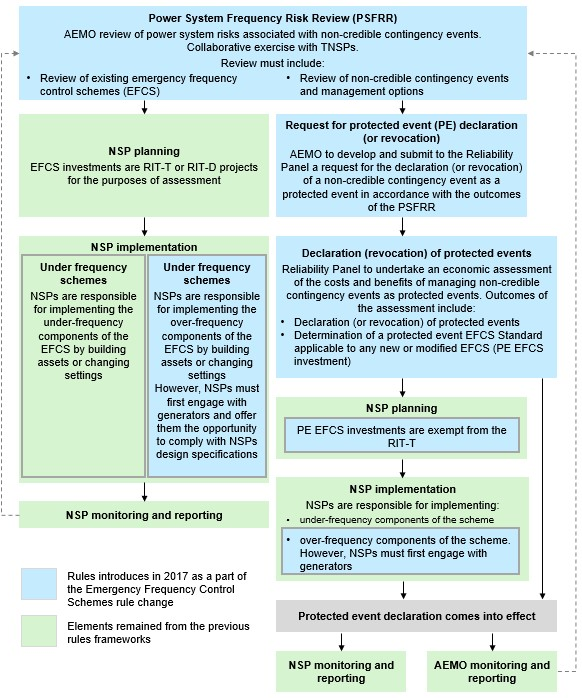 Power System Frequency Risk Review (PSFRR)
AEMO review of power system risks associated with non-credible contingency events.
Collaborative exercise with TNSPs.
Review must include:
• Review of existing emergency frequency
control schemes (EFCS)
• Review of non-credible contingency events
and management options
NSP planning
EFCS investments are RIT-T or RIT-D projects
for the purposes of assessment
Request for protected event (PE) declaration
(or revocation)
AEMO to develop and submit to the Reliability
Panel a request for the declaration (or revocation)
of a non-credible contingency event as a
protected event in accordance with the outcomes
of the PSFRR
NSP implementation
Under frequency
schemes
NSPs are responsible
for implementing the
under-frequency
components of the
EFCS by building
assets or changing
settings
Under frequency
schemes
NSPs are responsible
for implementing the
over-frequency
components of the
EFCS by building
assets or changing
settings
However, NSPs must
first engage with
generators and offer
them the opportunity
to comply with NSPs
design specifications
NSP monitoring and reporting
Declaration (revocation) of protected events
Reliability Panel to undertake an economic assessment
of the costs and benefits of managing non-credible
contingency events as protected events. Outcomes of
the assessment include:
• Declaration (or revocation) of protected events
• Determination of a protected event EFCS Standard
applicable to any new or modified EFCS (PE EFCS
investment)
NSP planning
PE EFCS investments are exempt from the
RIT-T
NSP implementation
NSPs are responsible for implementing:
• under-frequency components of the scheme
• over-frequency components of the scheme.
However, NSPs must first engage with
generators
Protected event declaration comes into effect
NSP monitoring and
reporting
AEMO monitoring and
reporting
Rules introduces in 2017 as a part of
the Emergency Frequency Control
Schemes rule change
Elements remained from the previous
rules frameworks